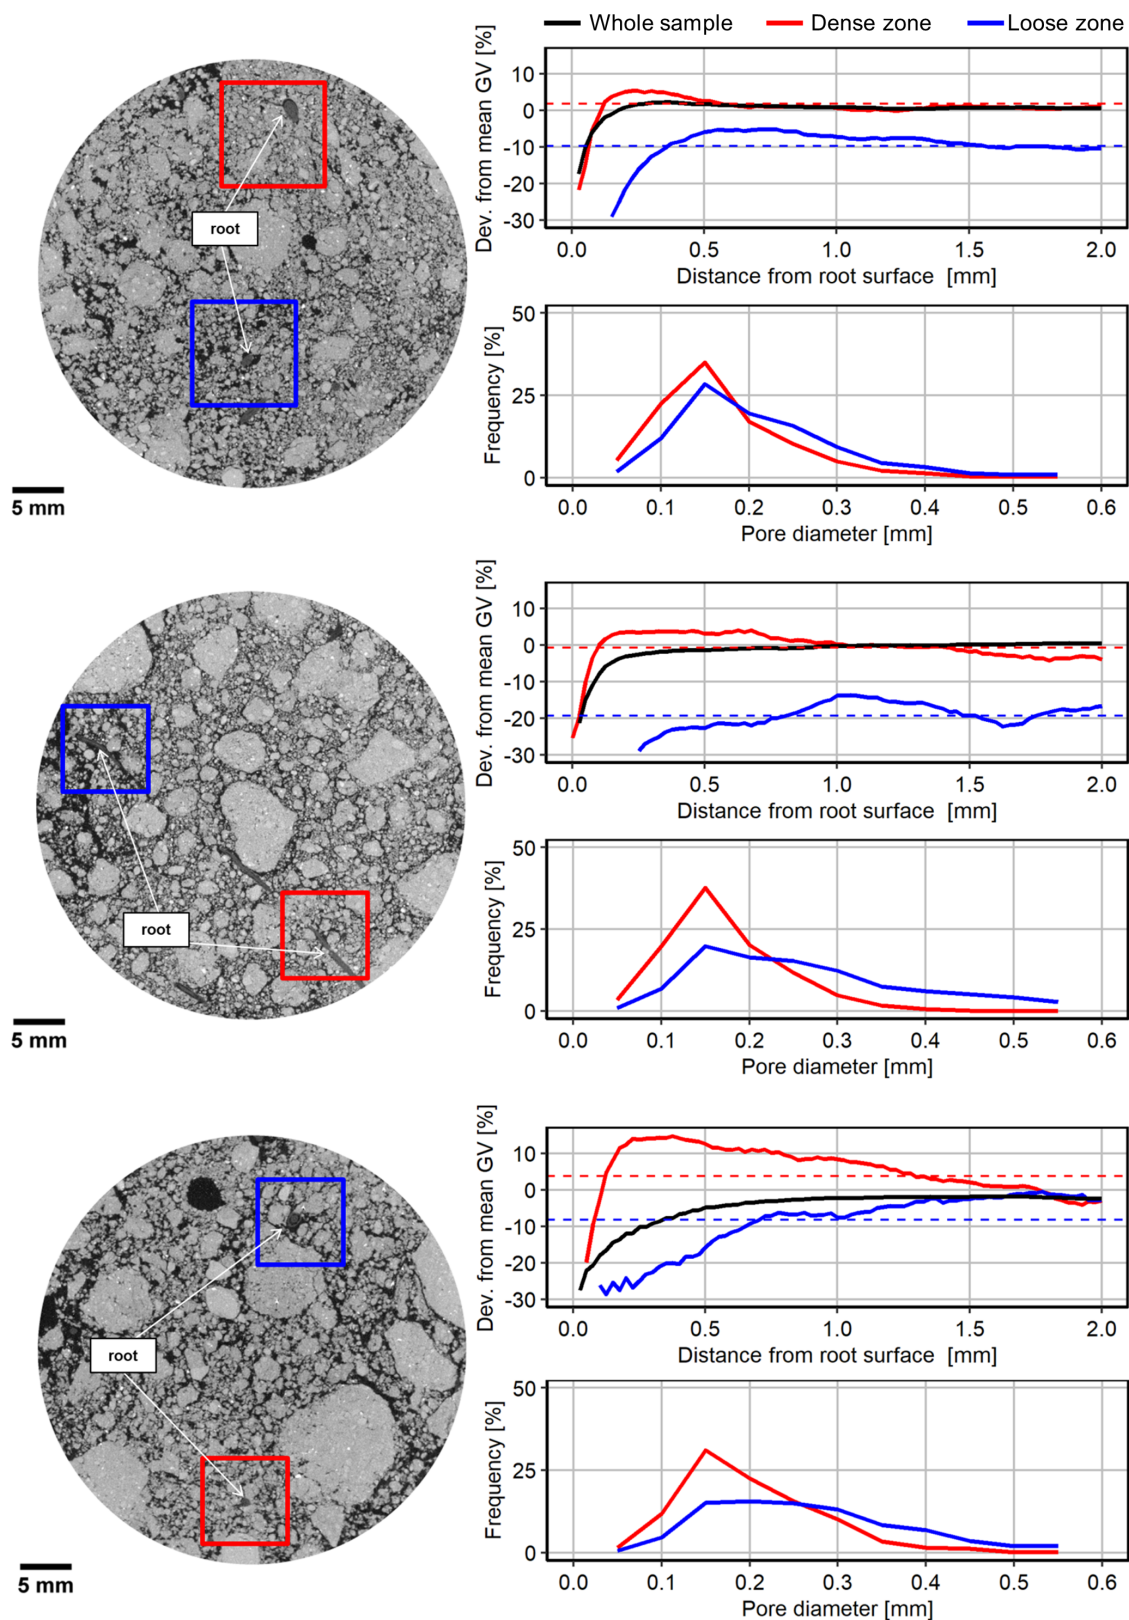 Whole sample Dense zone Loose zone
root
5 mm
Dev. from mean GV [%]
10
0
-10
-20
-30
0.0 0.5 1.0 1.5 2.0
Distance from root surface [mm]
Frequency [%]
50
25
0
0.0 0.1 0.2 0.3 0.4 0.5 0.6
Pore diameter [mm]
root
5 mm
Dev. from mean GV [%]
10
0
-10
-20
-30
0.0 0.5 1.0 1.5 2.0
Distance from root surface [mm]
Frequency [%]
50
25
0
0.0 0.1 0.2 0.3 0.4 0.5 0.6
Pore diameter [mm]
root
5 mm
Dev. from mean GV [%]
10
0
-10
-20
-30
0.0 0.5 1.0 1.5 2.0
Distance from root surface [mm]
Frequency [%]
50
25
0
0.0 0.1 0.2 0.3 0.4 0.5 0.6
Pore diameter [mm]